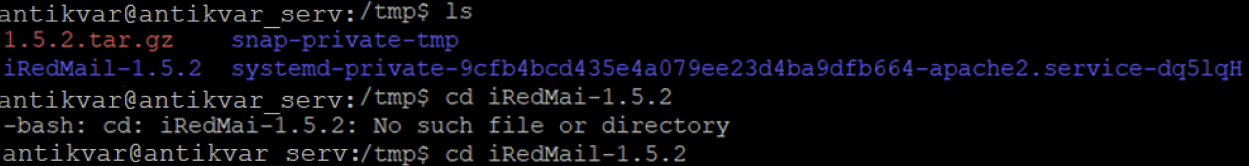 antikvar@antikvar_serv:/tmp$ ls
1.5.2.tar.gz    snap-private-tmp
iRedMail-1.5.2  systemd-private-9cfb4bcd435e4a079ee23d4ba9dfb664-apache2.service-dq5lqH
antikvar@antikvar_serv:/tmp$ cd iRedMai-1.5.2
-bash: cd: iRedMai-1.5.2: No such file or directory
antikvar@antikvar_serv:/tmp$ cd iRedMail-1.5.2